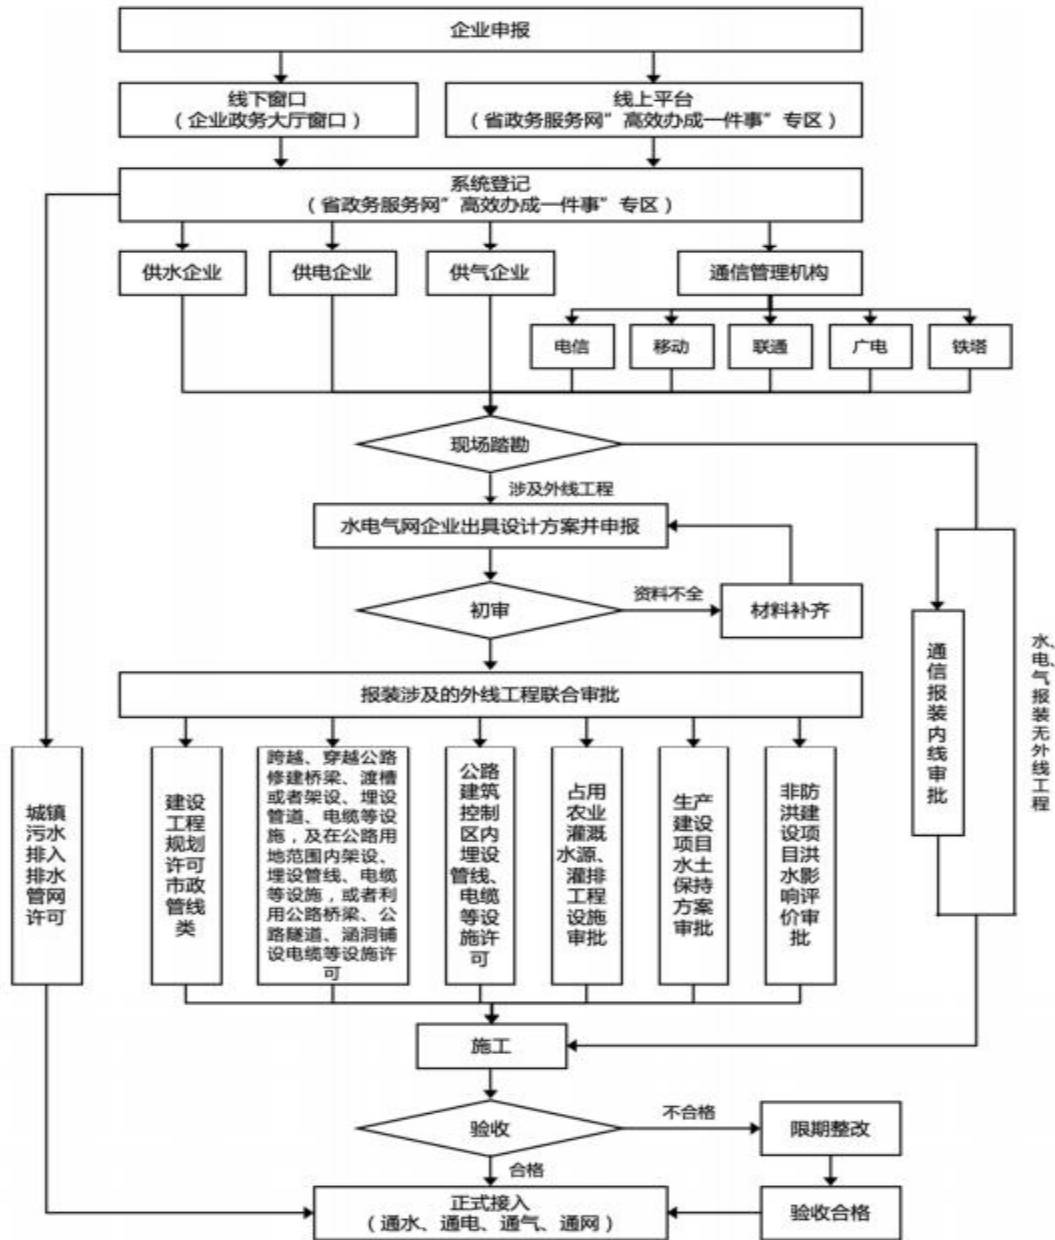 企业申报
线下窗口
（企业政务大厅窗口）
线上平台
（省政务服务网”高效办成一件事”专区）
系统登记
（省政务服务网”高效办成一件事”专区）
供水企业
供电企业
供气企业
通信管理机构
电信
移动
联通
广电
铁塔
现场踏勘
涉及外线工程
水电气网企业出具设计方案并申报
初审
资料不全
材料补齐
通信报装内线审批
水、电、气报装无外线工程
报装涉及的外线工程联合审批
城镇
污水
排入
排水
管网
许可
建设
工程
规划
许可
市政
管线
类
跨越、穿越公路
修建桥梁、渡槽
或者架设、埋设
管道、电缆等设
施，及在公路用
地范围内架设、
埋设管线、电缆
等设施，或者利
用公路桥梁、公
路隧道、涵洞铺
设电缆等设施许
可
公路
建筑
控制
区内
埋设
管线、
电缆
等设
施许
可
占用
农业
灌溉
水源、
灌排
工程
设施
审批
生产
建设
项目
水土
保持
方案
审批
非防
洪建
设项
目洪
水影
响评
价审
批
施工
验收
不合格
限期整改
合格
正式接入
（通水、通电、通气、通网）
验收合格